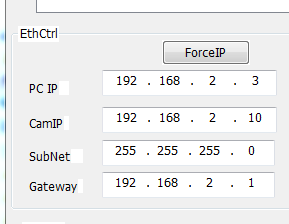 EthCtrl
ForceIP
PC IP 192 . 168 . 2 . 3
CamIP 192 . 168 . 2 . 10
SubNet 255 . 255 . 255 . 0
Gateway 192 . 168 . 2 . 1